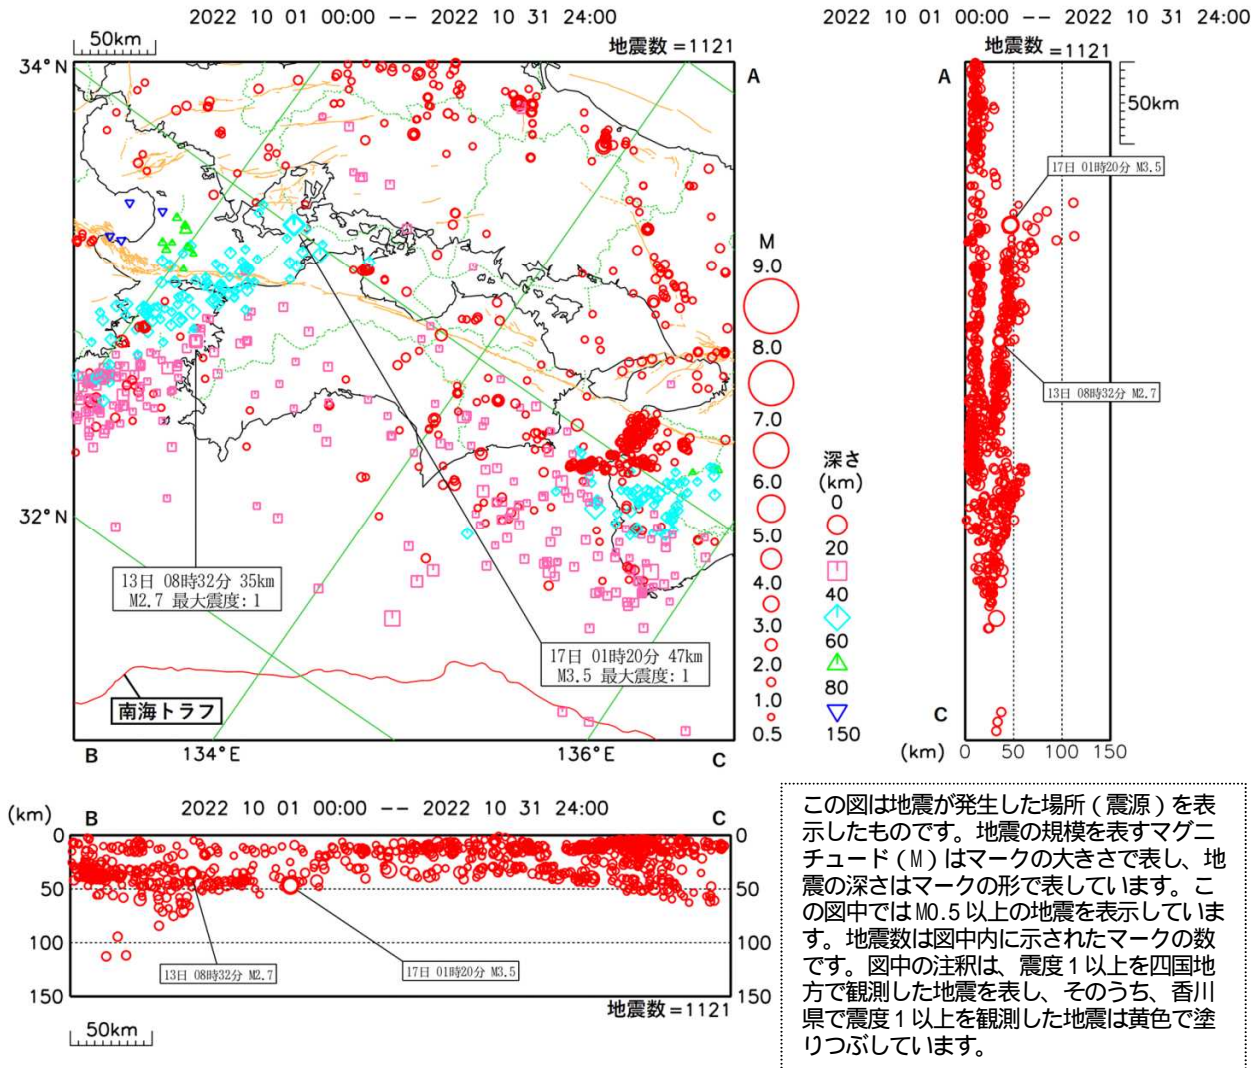 2022 10 01 00:00 -- 2022 10 31 24:00
50km
地震数=1121
34°N
32°N
A
B
C
134°E
136°E
13日 08時32分 35km
M2.7 最大震度:1
17日 01時20分 47km
M3.5 最大震度:1
南海トラフ
M
9.0
8.0
7.0
6.0
5.0
4.0
3.0
2.0
1.0
0.5
深さ
(km)
0
20
40
60
80
150
2022 10 01 00:00 -- 2022 10 31 24:00
地震数=1121
A
50km
17日 01時20分 M3.5
13日 08時32分 M2.7
C
(km) 0 50 100 150
(km) B 2022 10 01 00:00 -- 2022 10 31 24:00 C
0 0
50 50
100 100
150 150
13日 08時32分 M2.7
17日 01時20分 M3.5
地震数=1121
50km
この図は地震が発生した場所(震源)を表
示したものです。地震の規模を表すマグニ
チュード(M)はマークの大きさで表し、地
震の深さはマークの形で表しています。こ
の図中ではM0.5以上の地震を表示していま
す。地震数は図中内に示されたマークの数
です。図中の注釈は、震度1以上を四国地
方で観測した地震を表し、そのうち、香川
県で震度1以上を観測した地震は黄色で塗
りつぶしています。